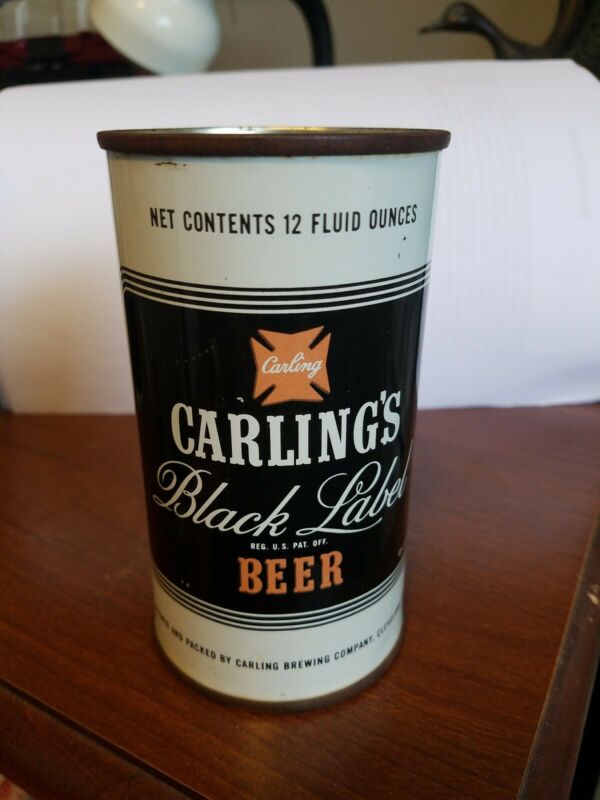 NET CONTENTS 12 FLUID OUNCES
Carling
CARLING'S
Black Label
REG. U.S. PAT. OFF.
BEER
AND PACKED BY CARLING BREWING COMPANY,